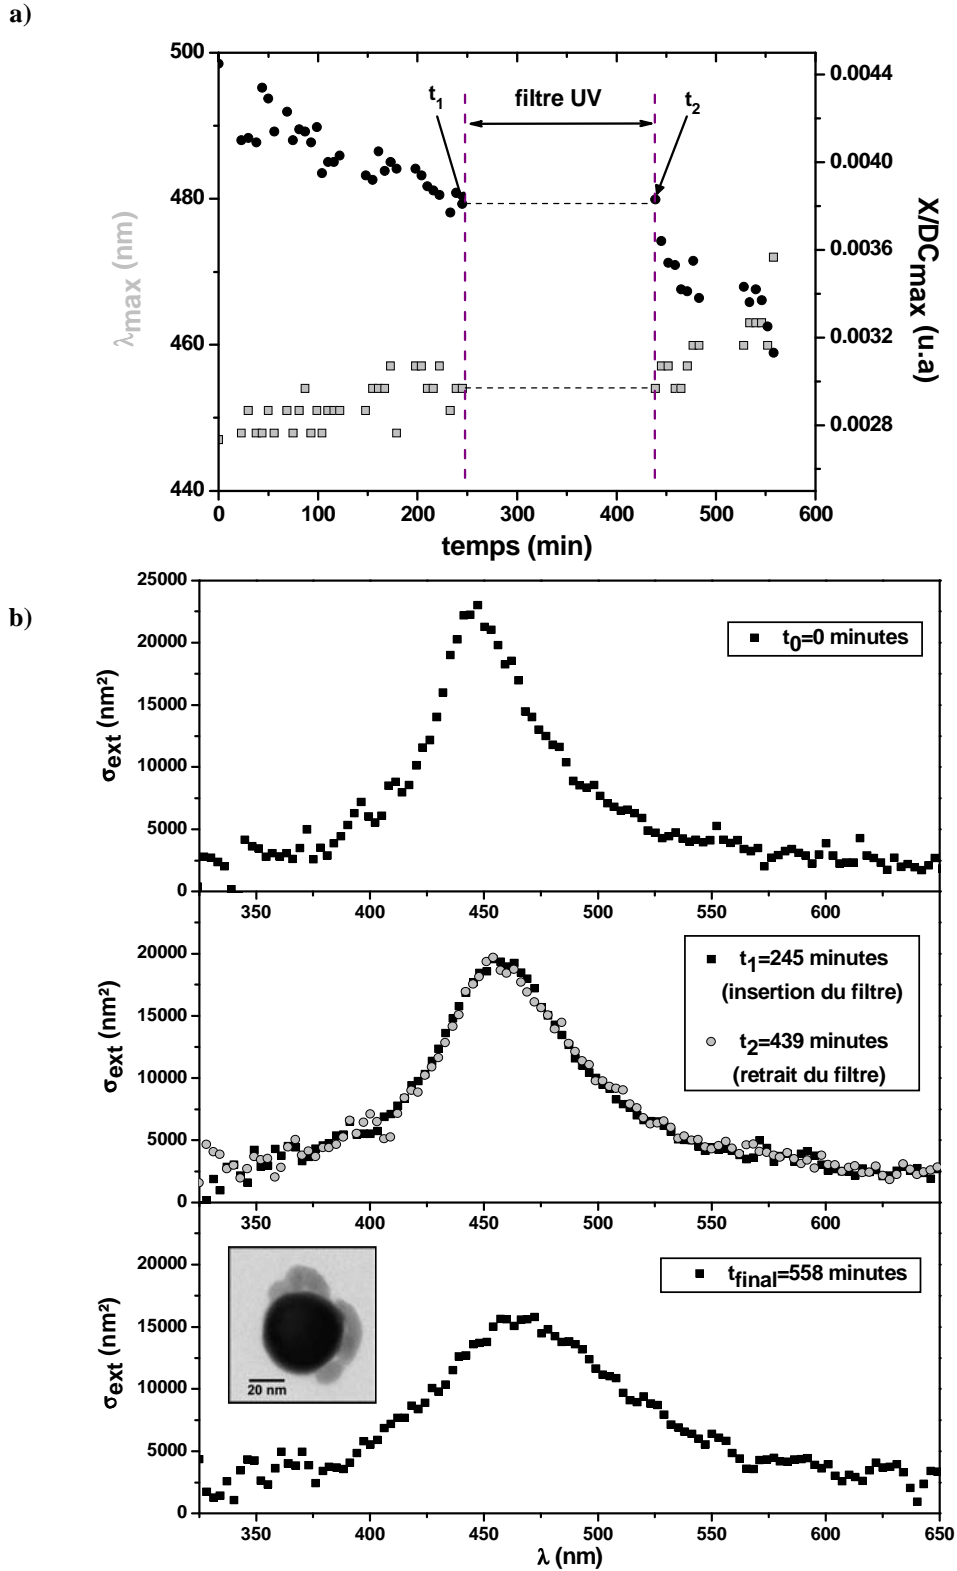 a)
500
480
460
440
λmax (nm)
t1
filtre UV
t2
0.0044
0.0040
0.0036
0.0032
0.0028
X/DCmax (u.a)
0 100 200 300 400 500 600
temps (min)
b)
25000
20000
15000
10000
5000
0
σext (nm²)
t0=0 minutes
350 400 450 500 550 600
20000
15000
10000
5000
0
σext (nm²)
t1=245 minutes
(insertion du filtre)
t2=439 minutes
(retrait du filtre)
350 400 450 500 550 600
20000
15000
10000
5000
0
σext (nm²)
20 nm
tfinal=558 minutes
350 400 450 500 550 600 650
λ (nm)